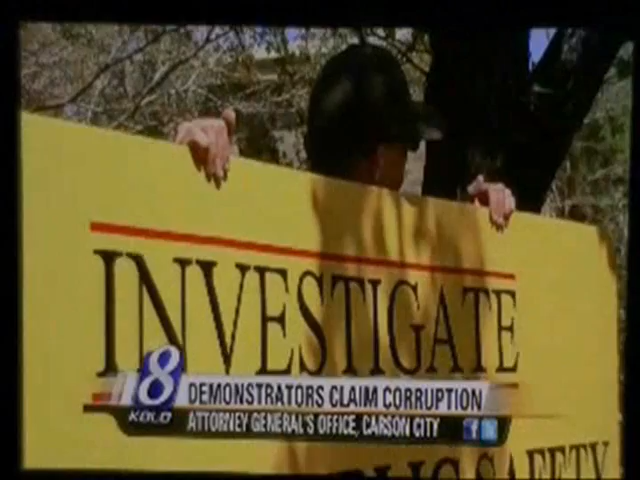 INVESTIGATE
8
KOLO
DEMONSTRATORS CLAIM CORRUPTION
ATTORNEY GENERAL'S OFFICE, CARSON CITY
SAFETY